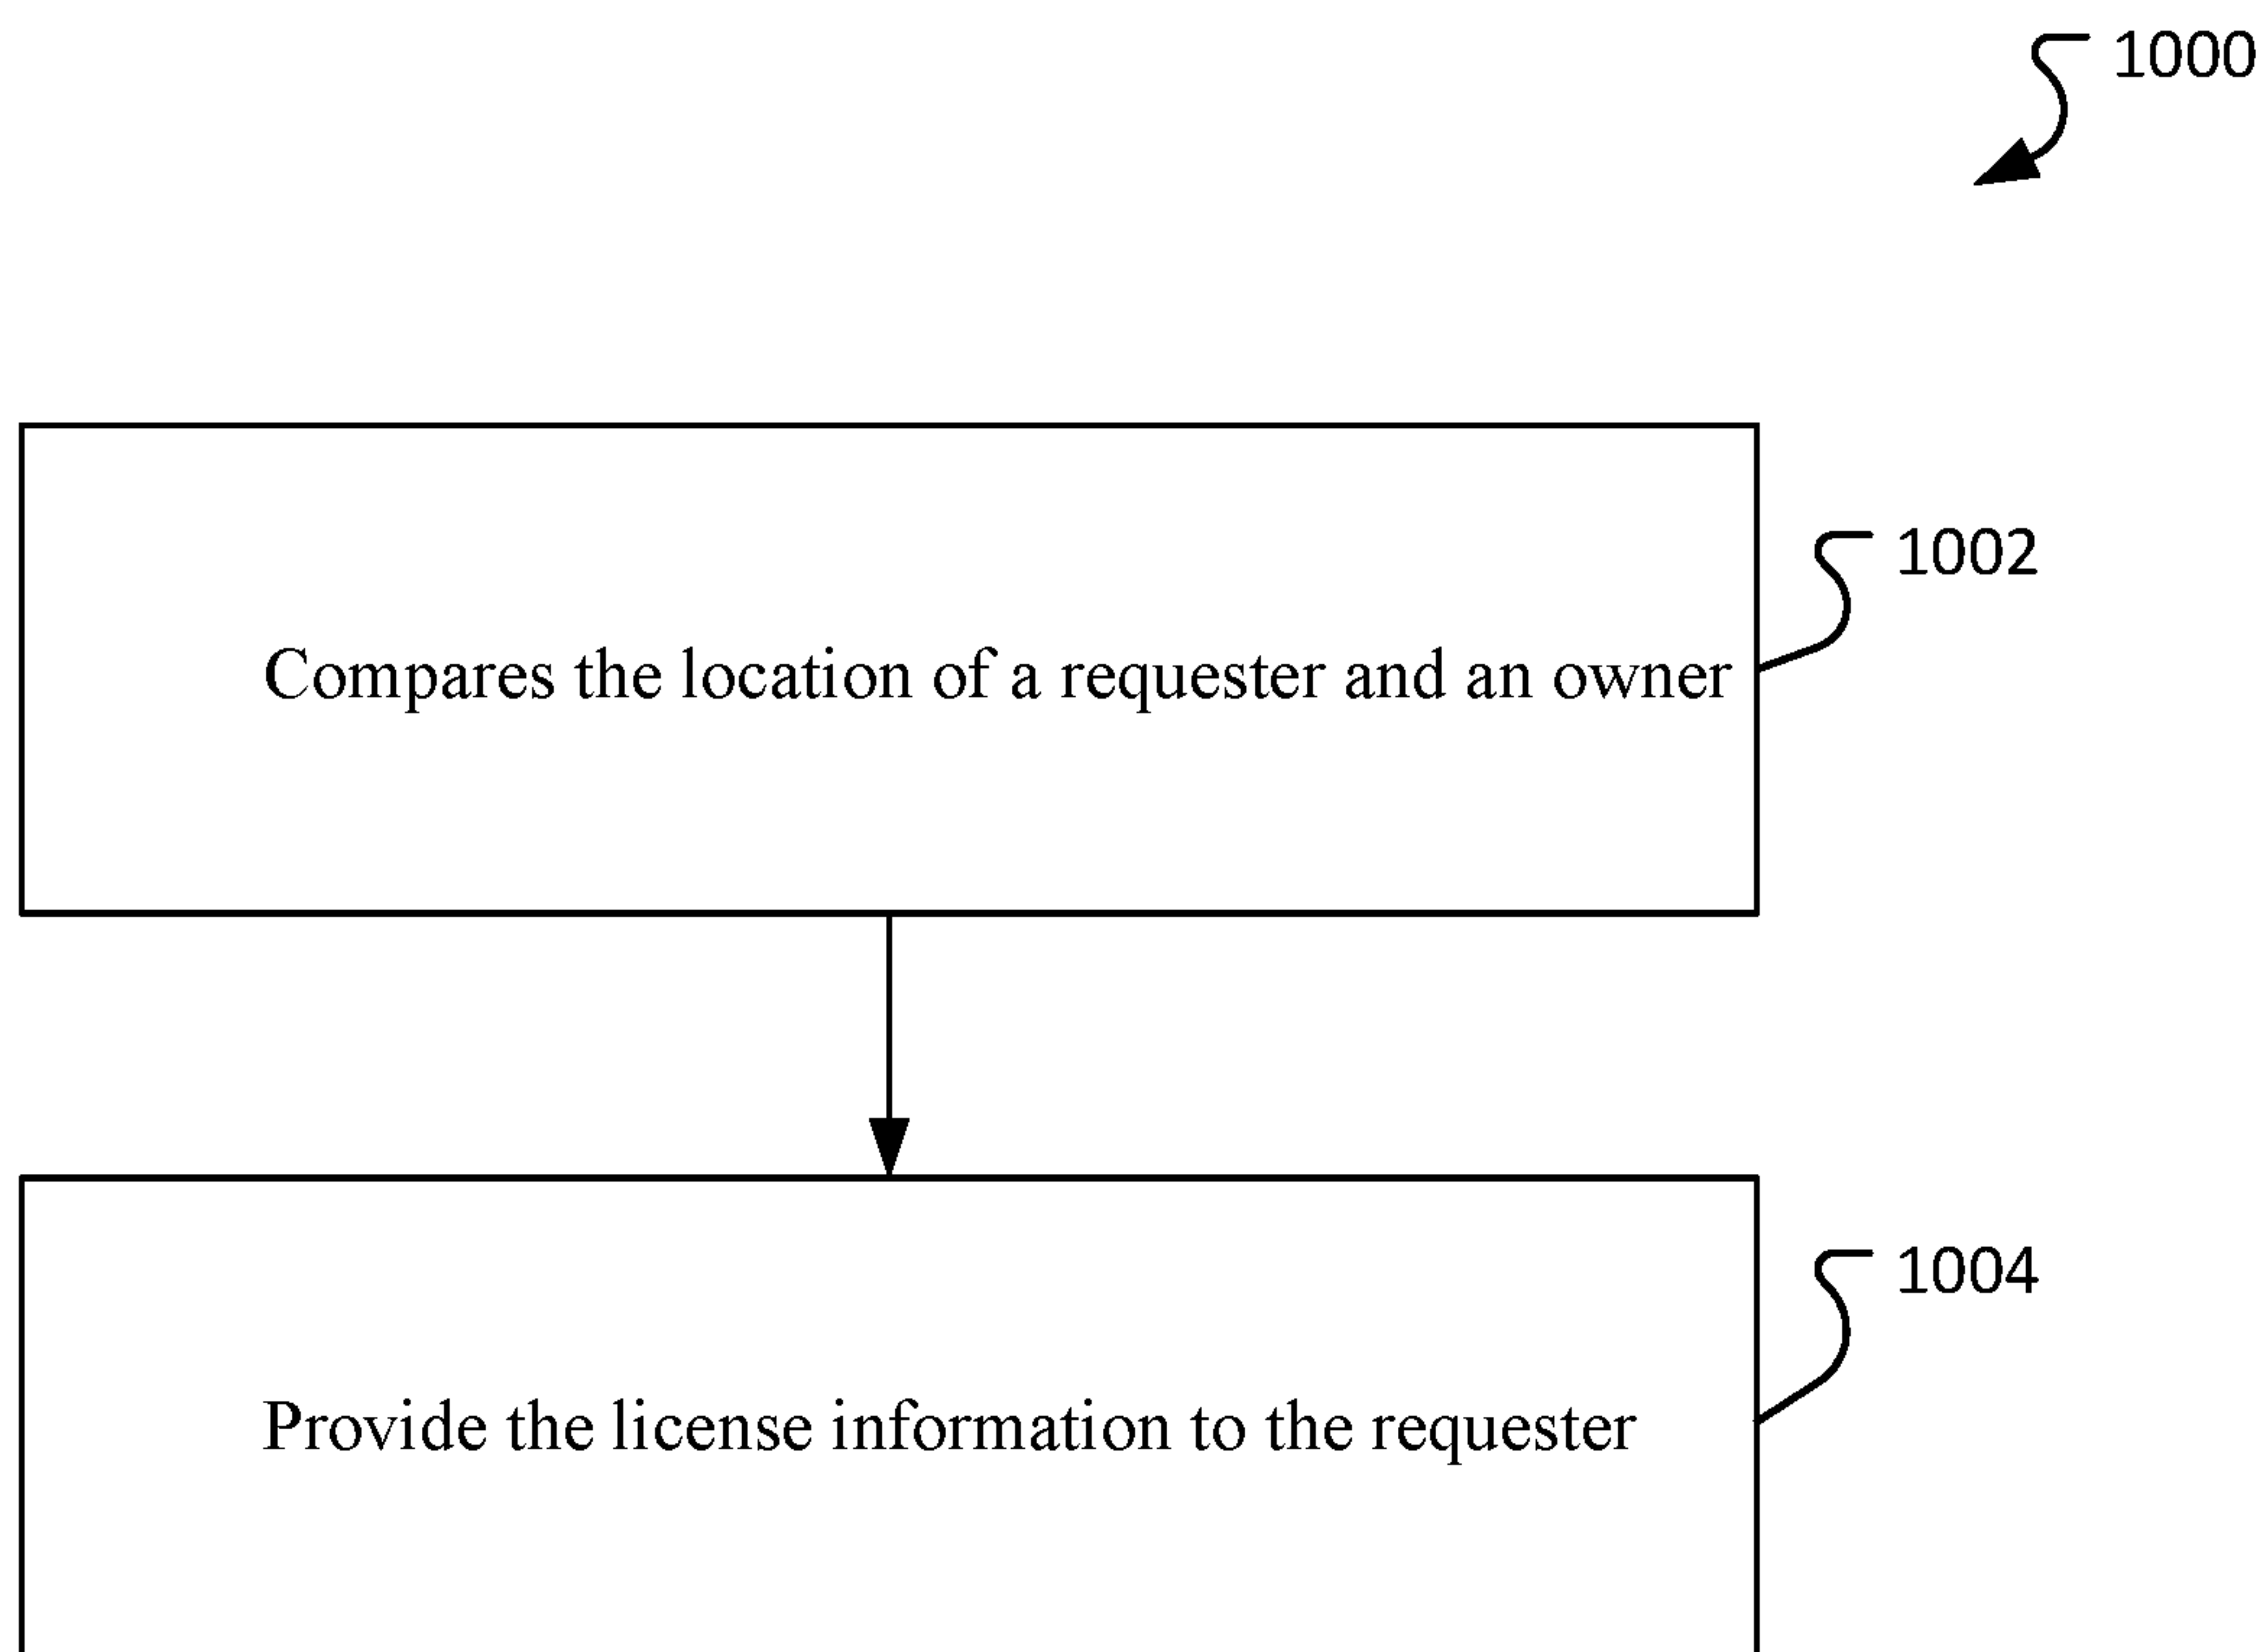 1000
1002
Compares the location of a requester and an owner
1004
Provide the license information to the requester